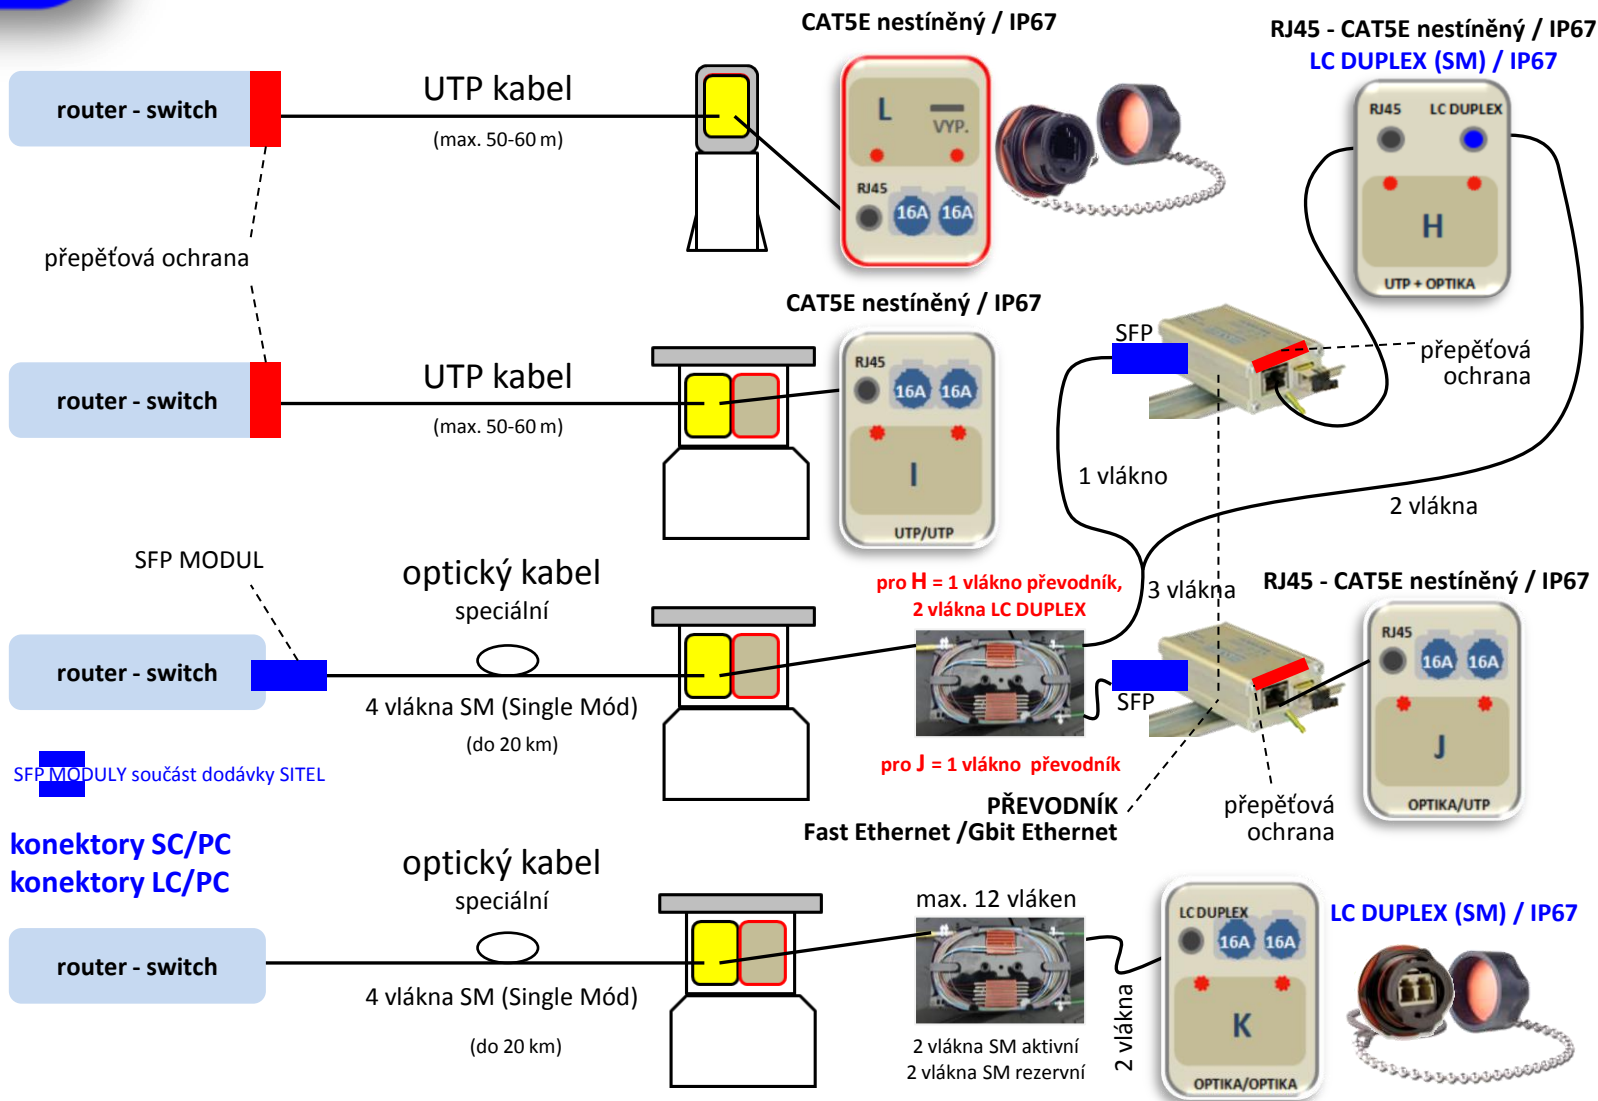 CAT5E nestíněný / IP67
RJ45 - CAT5E nestíněný / IP67
LC DUPLEX (SM) / IP67
router - switch
UTP kabel
(max. 50-60 m)
L
VYP.
RJ45
16A
16A
RJ45
LC DUPLEX
H
UTP + OPTIKA
přepěťová ochrana
CAT5E nestíněný / IP67
router - switch
UTP kabel
(max. 50-60 m)
RJ45
16A
16A
I
UTP/UTP
SFP
přepěťová
ochrana
1 vlákno
2 vlákna
3 vlákna
SFP MODUL
optický kabel
speciální
router - switch
4 vlákna SM (Single Mód)
(do 20 km)
pro H = 1 vlákno převodník,
2 vlákna LC DUPLEX
pro J = 1 vlákno převodník
SFP
RJ45 - CAT5E nestíněný / IP67
RJ45
16A
16A
J
OPTIKA/UTP
přepěťová
ochrana
PŘEVODNÍK
Fast Ethernet /Gbit Ethernet
SFP MODULY součást dodávky SITEL
konektory SC/PC
konektory LC/PC
optický kabel
speciální
router - switch
4 vlákna SM (Single Mód)
(do 20 km)
max. 12 vláken
2 vlákna SM aktivní
2 vlákna SM rezervní
2 vlákna
LC DUPLEX
16A
16A
K
OPTIKA/OPTIKA
LC DUPLEX (SM) / IP67